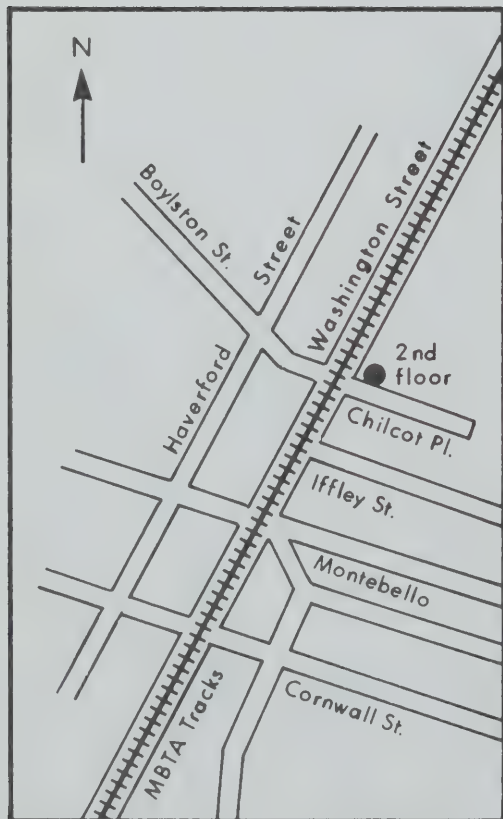 N
Boylston St.
Street
Washington Street
2nd
floor
Haverford
Chilcot Pl.
Iffley St.
Montebello
MBTA Tracks
Cornwall St.